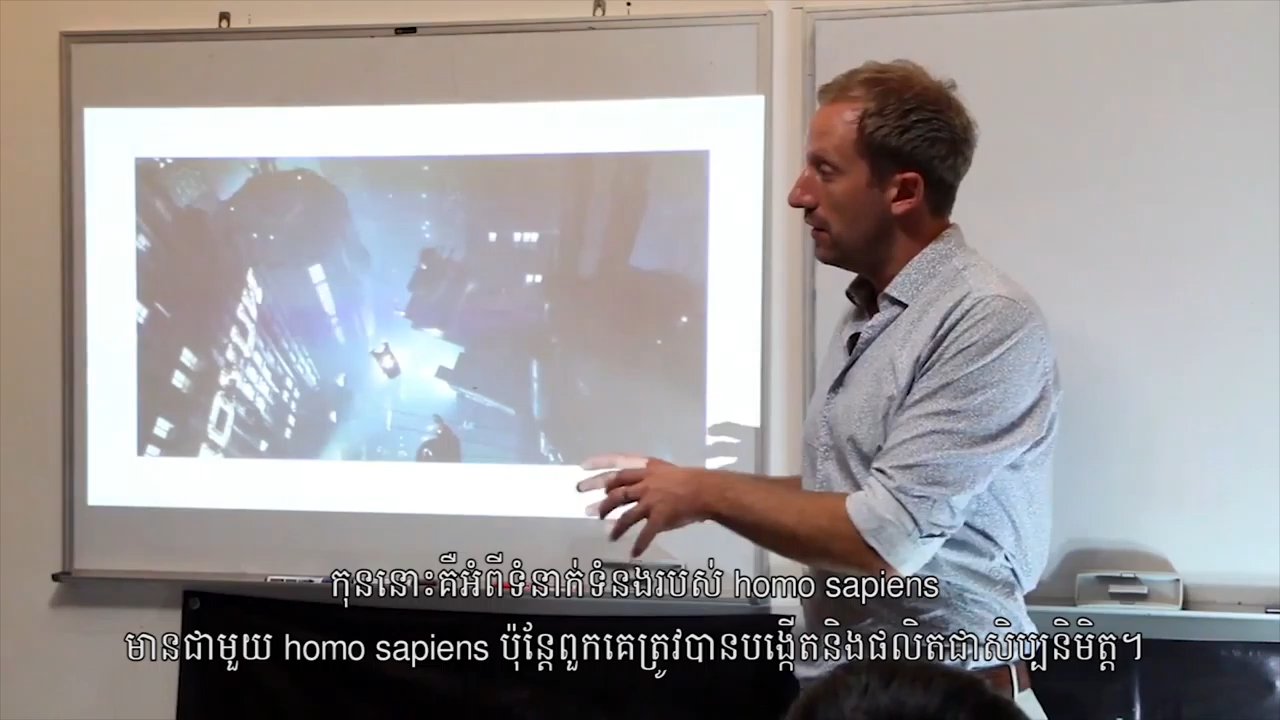 កុននោះគឺអំពីទំនាក់ទំនងរបស់ homo sapiens
មានជាមួយ homo sapiens ប៉ុន្តែពួកគេត្រូវបានបង្កើតនិងផលិតជាសិប្បនិមិត្ត។